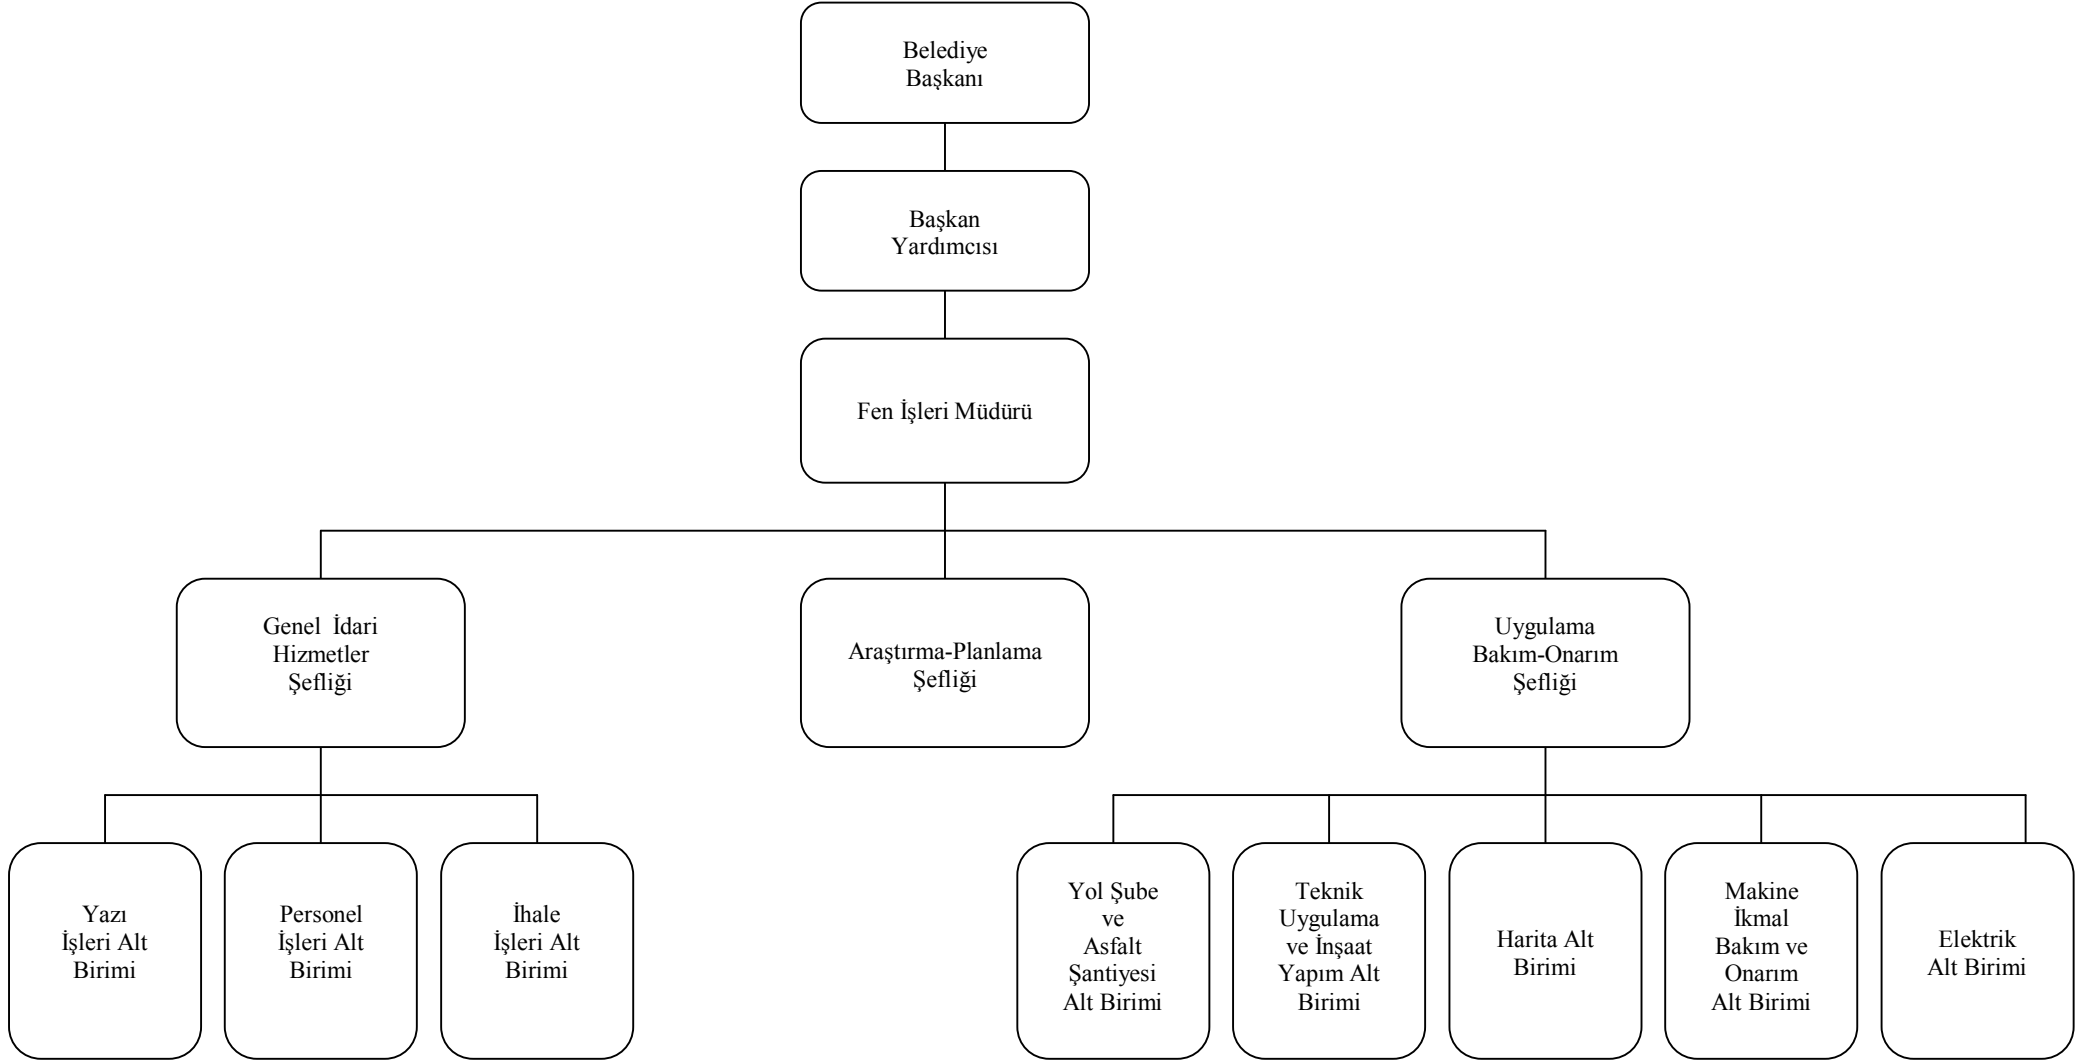 Belediye
Başkanı
Başkan
Yardımcısı
Fen İşleri Müdürü
Genel İdari
Hizmetler
Şefliği
Araştırma-Planlama
Şefliği
Uygulama
Bakım-Onarım
Şefliği
Yazı
İşleri Alt
Birimi
Personel
İşleri Alt
Birimi
İhale
İşleri Alt
Birimi
Yol Şube
ve
Asfalt
Şantiyesi
Alt Birimi
Teknik
Uygulama
ve İnşaat
Yapım Alt
Birimi
Harita Alt
Birimi
Makine
İkmal
Bakım ve
Onarım
Alt Birimi
Elektrik
Alt Birimi